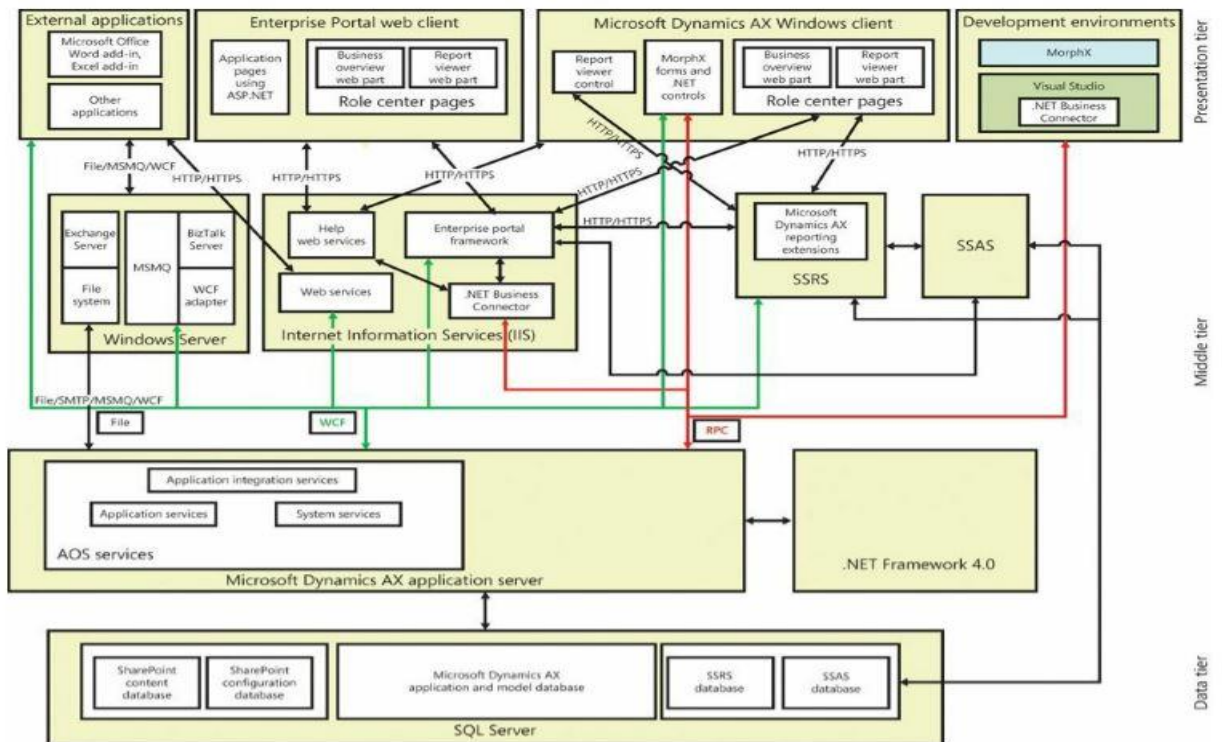 External applications
Microsoft Office
Word add-in,
Excel add-in
Other
applications
Enterprise Portal web client
Application
pages
using
ASP.NET
Business
overview
web part
Report
viewer
web part
Role center pages
Microsoft Dynamics AX Windows client
Report
viewer
control
MorphX
forms and
.NET
controls
Business
overview
web part
Report
viewer
web part
Role center pages
Development environments
MorphX
Visual Studio
.NET Business
Connector
Presentation tier
File/MSMQ/WCF
HTTP/HTTPS
HTTP/HTTPS
HTTP/HTTPS
HTTP/HTTPS
HTTP/HTTPS
HTTP/HTTPS
HTTP/HTTPS
Exchange
Server
File
system
MSMQ
BizTalk
Server
WCF
adapter
Windows Server
Help
web services
Enterprise portal
framework
Web services
.NET Business
Connector
Internet Information Services (IIS)
Microsoft
Dynamics AX
reporting
extensions
SSRS
SSAS
Middle tier
File/SMTP/MSMQ/WCF
File
WCF
RPC
Application integration services
Application services
System services
AOS services
Microsoft Dynamics AX application server
.NET Framework 4.0
SharePoint
content
database
SharePoint
configuration
database
Microsoft Dynamics AX
application and model database
SSRS
database
SSAS
database
SQL Server
Data tier